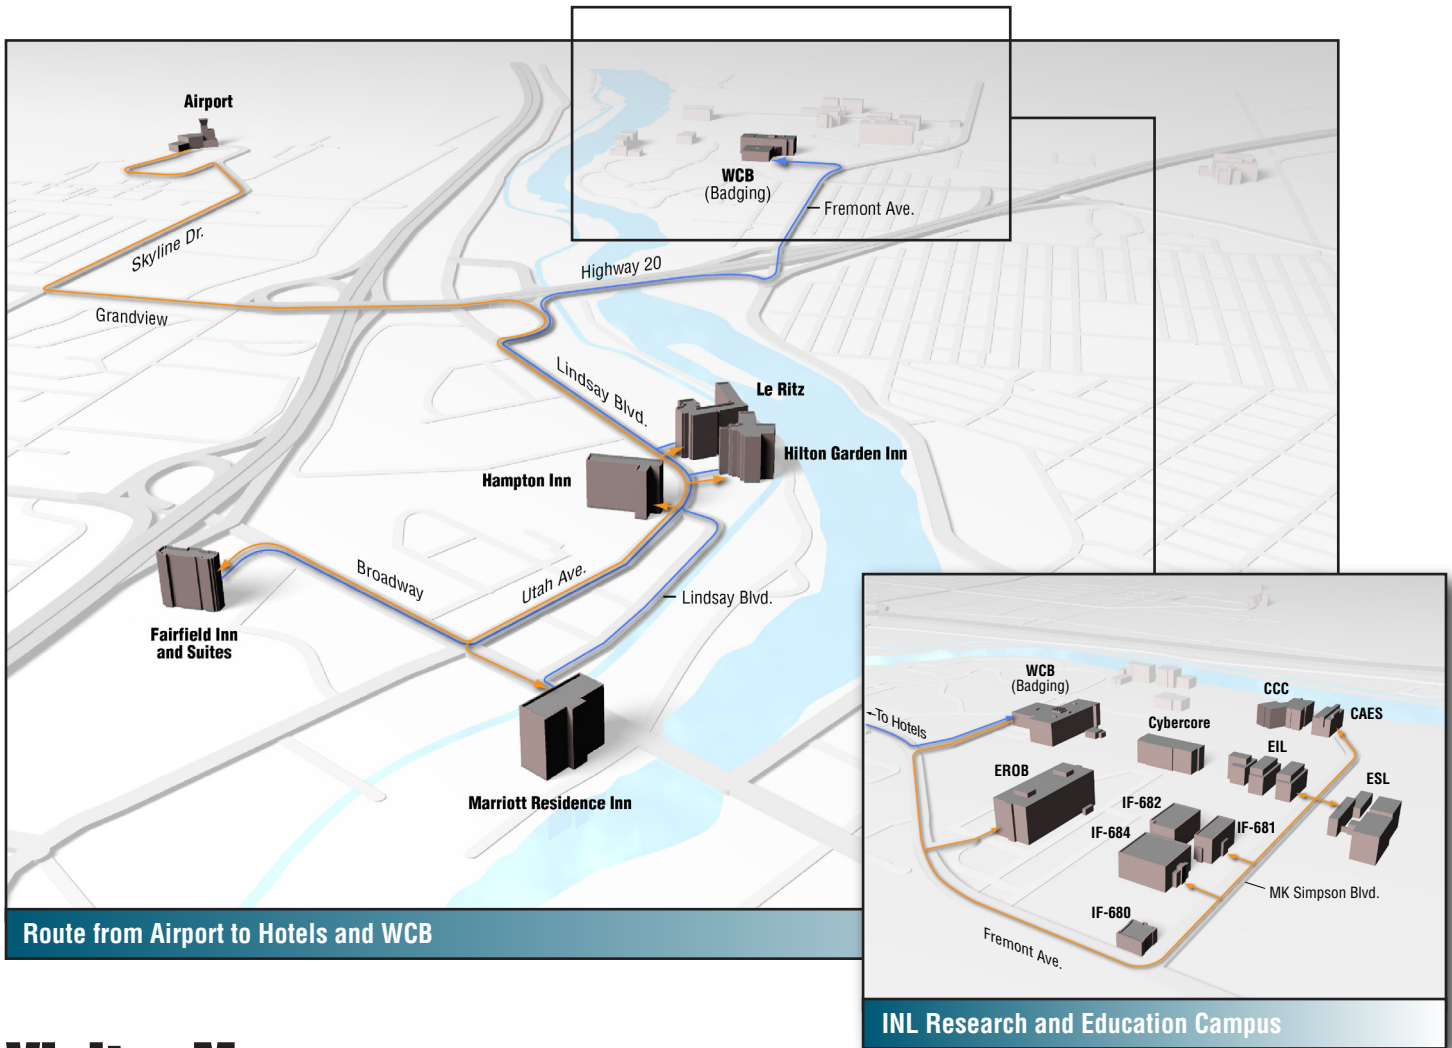 Airport
WCB
(Badging)
Fremont Ave.
Skyline Dr.
Highway 20
Grandview
Lindsay Blvd.
Le Ritz
Hilton Garden Inn
Hampton Inn
Broadway
Utah Ave.
Lindsay Blvd.
Fairfield Inn
and Suites
Marriott Residence Inn
Route from Airport to Hotels and WCB
WCB
(Badging)
CCC
CAES
To Hotels
Cybercore
EIL
EROB
ESL
IF-682
IF-684
IF-681
MK Simpson Blvd.
IF-680
Fremont Ave.
INL Research and Education Campus